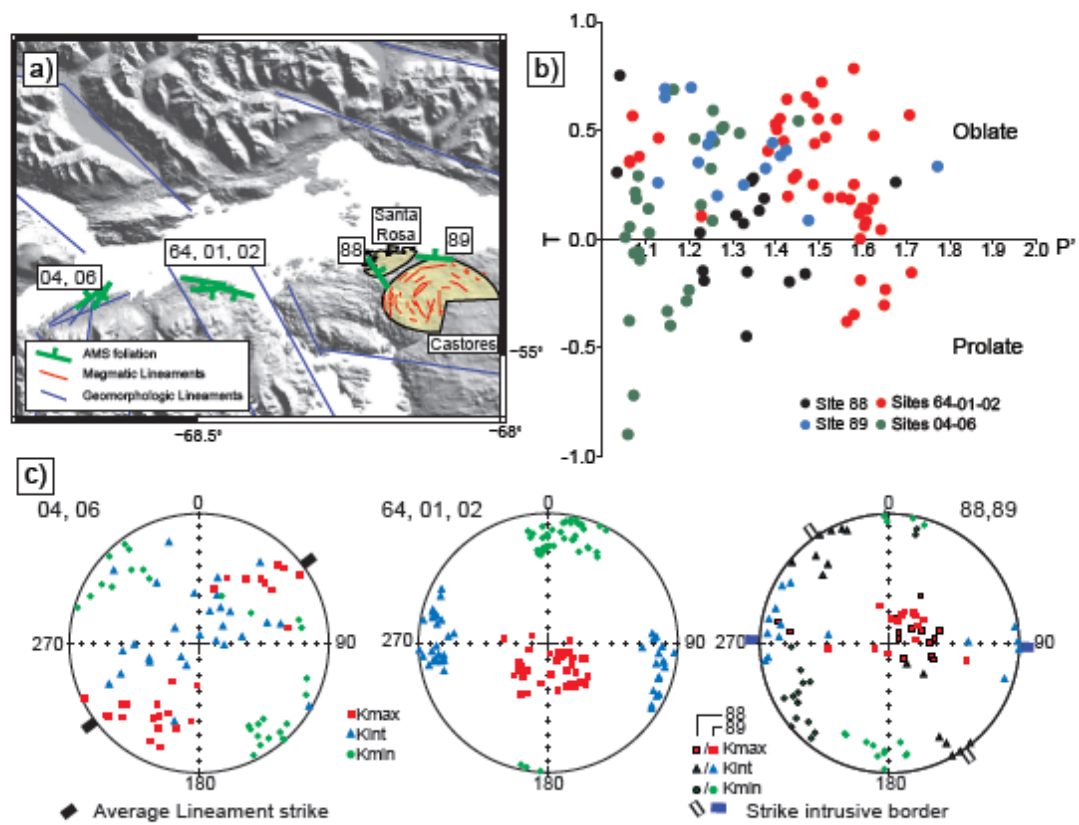 a)
Santa
Rosa
88
89
64, 01, 02
04, 06
Castores
AMS foliation
Magmatic Lineaments
Geomorphologic Lineaments
−55°
−68.5°
−68°
b)
1.0
0.5
0.0
-0.5
-1.0
T
1.1 1.2 1.3 1.4 1.5 1.6 1.7 1.8 1.9 2.0 P'
Oblate
Prolate
Site 88 Sites 64-01-02
Site 89 Sites 04-06
c)
04, 06
0
270 90
180
64, 01, 02
0
270 90
180
88,89
0
270 90
180
Kmax
Kint
Kmin
88
89
/ Kmax
/ Kint
/ Kmin
Average Lineament strike
/ Strike intrusive border